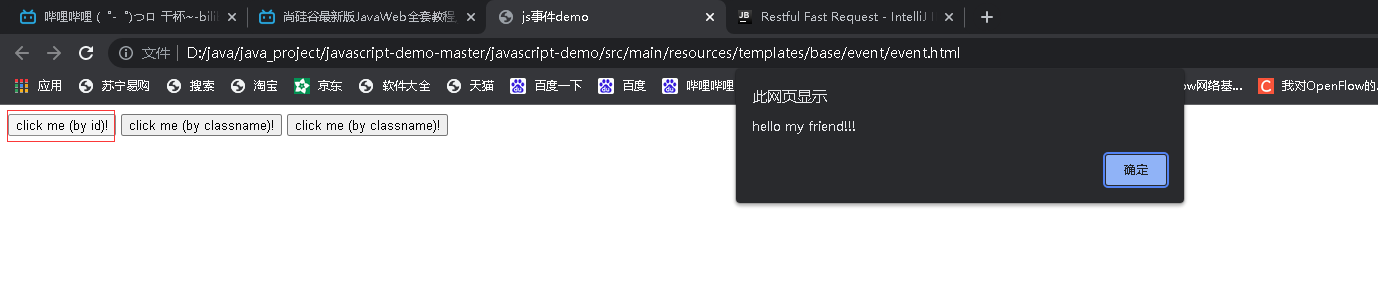 哔哩哔哩 (゜-゜)つロ 干杯~-bili
尚硅谷最新版JavaWeb全套教程,
js事件demo
Restful Fast Request - IntelliJ I
文件 D:/java/java_project/javascript-demo-master/javascript-demo/src/main/resources/templates/base/event/event.html
应用 苏宁易购 搜索 淘宝 京东 软件大全 天猫 百度一下 百度 哔哩哔哩 ow网络基... 我对OpenFlow的.
此网页显示
hello my friend!!!
确定
click me (by id)! click me (by classname)! click me (by classname)!